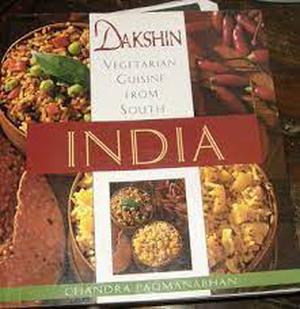 DAKSHIN
VEGETARIAN
CUISINE
FROM
SOUTH
INDIA
CHANDRA PADMANABHAN